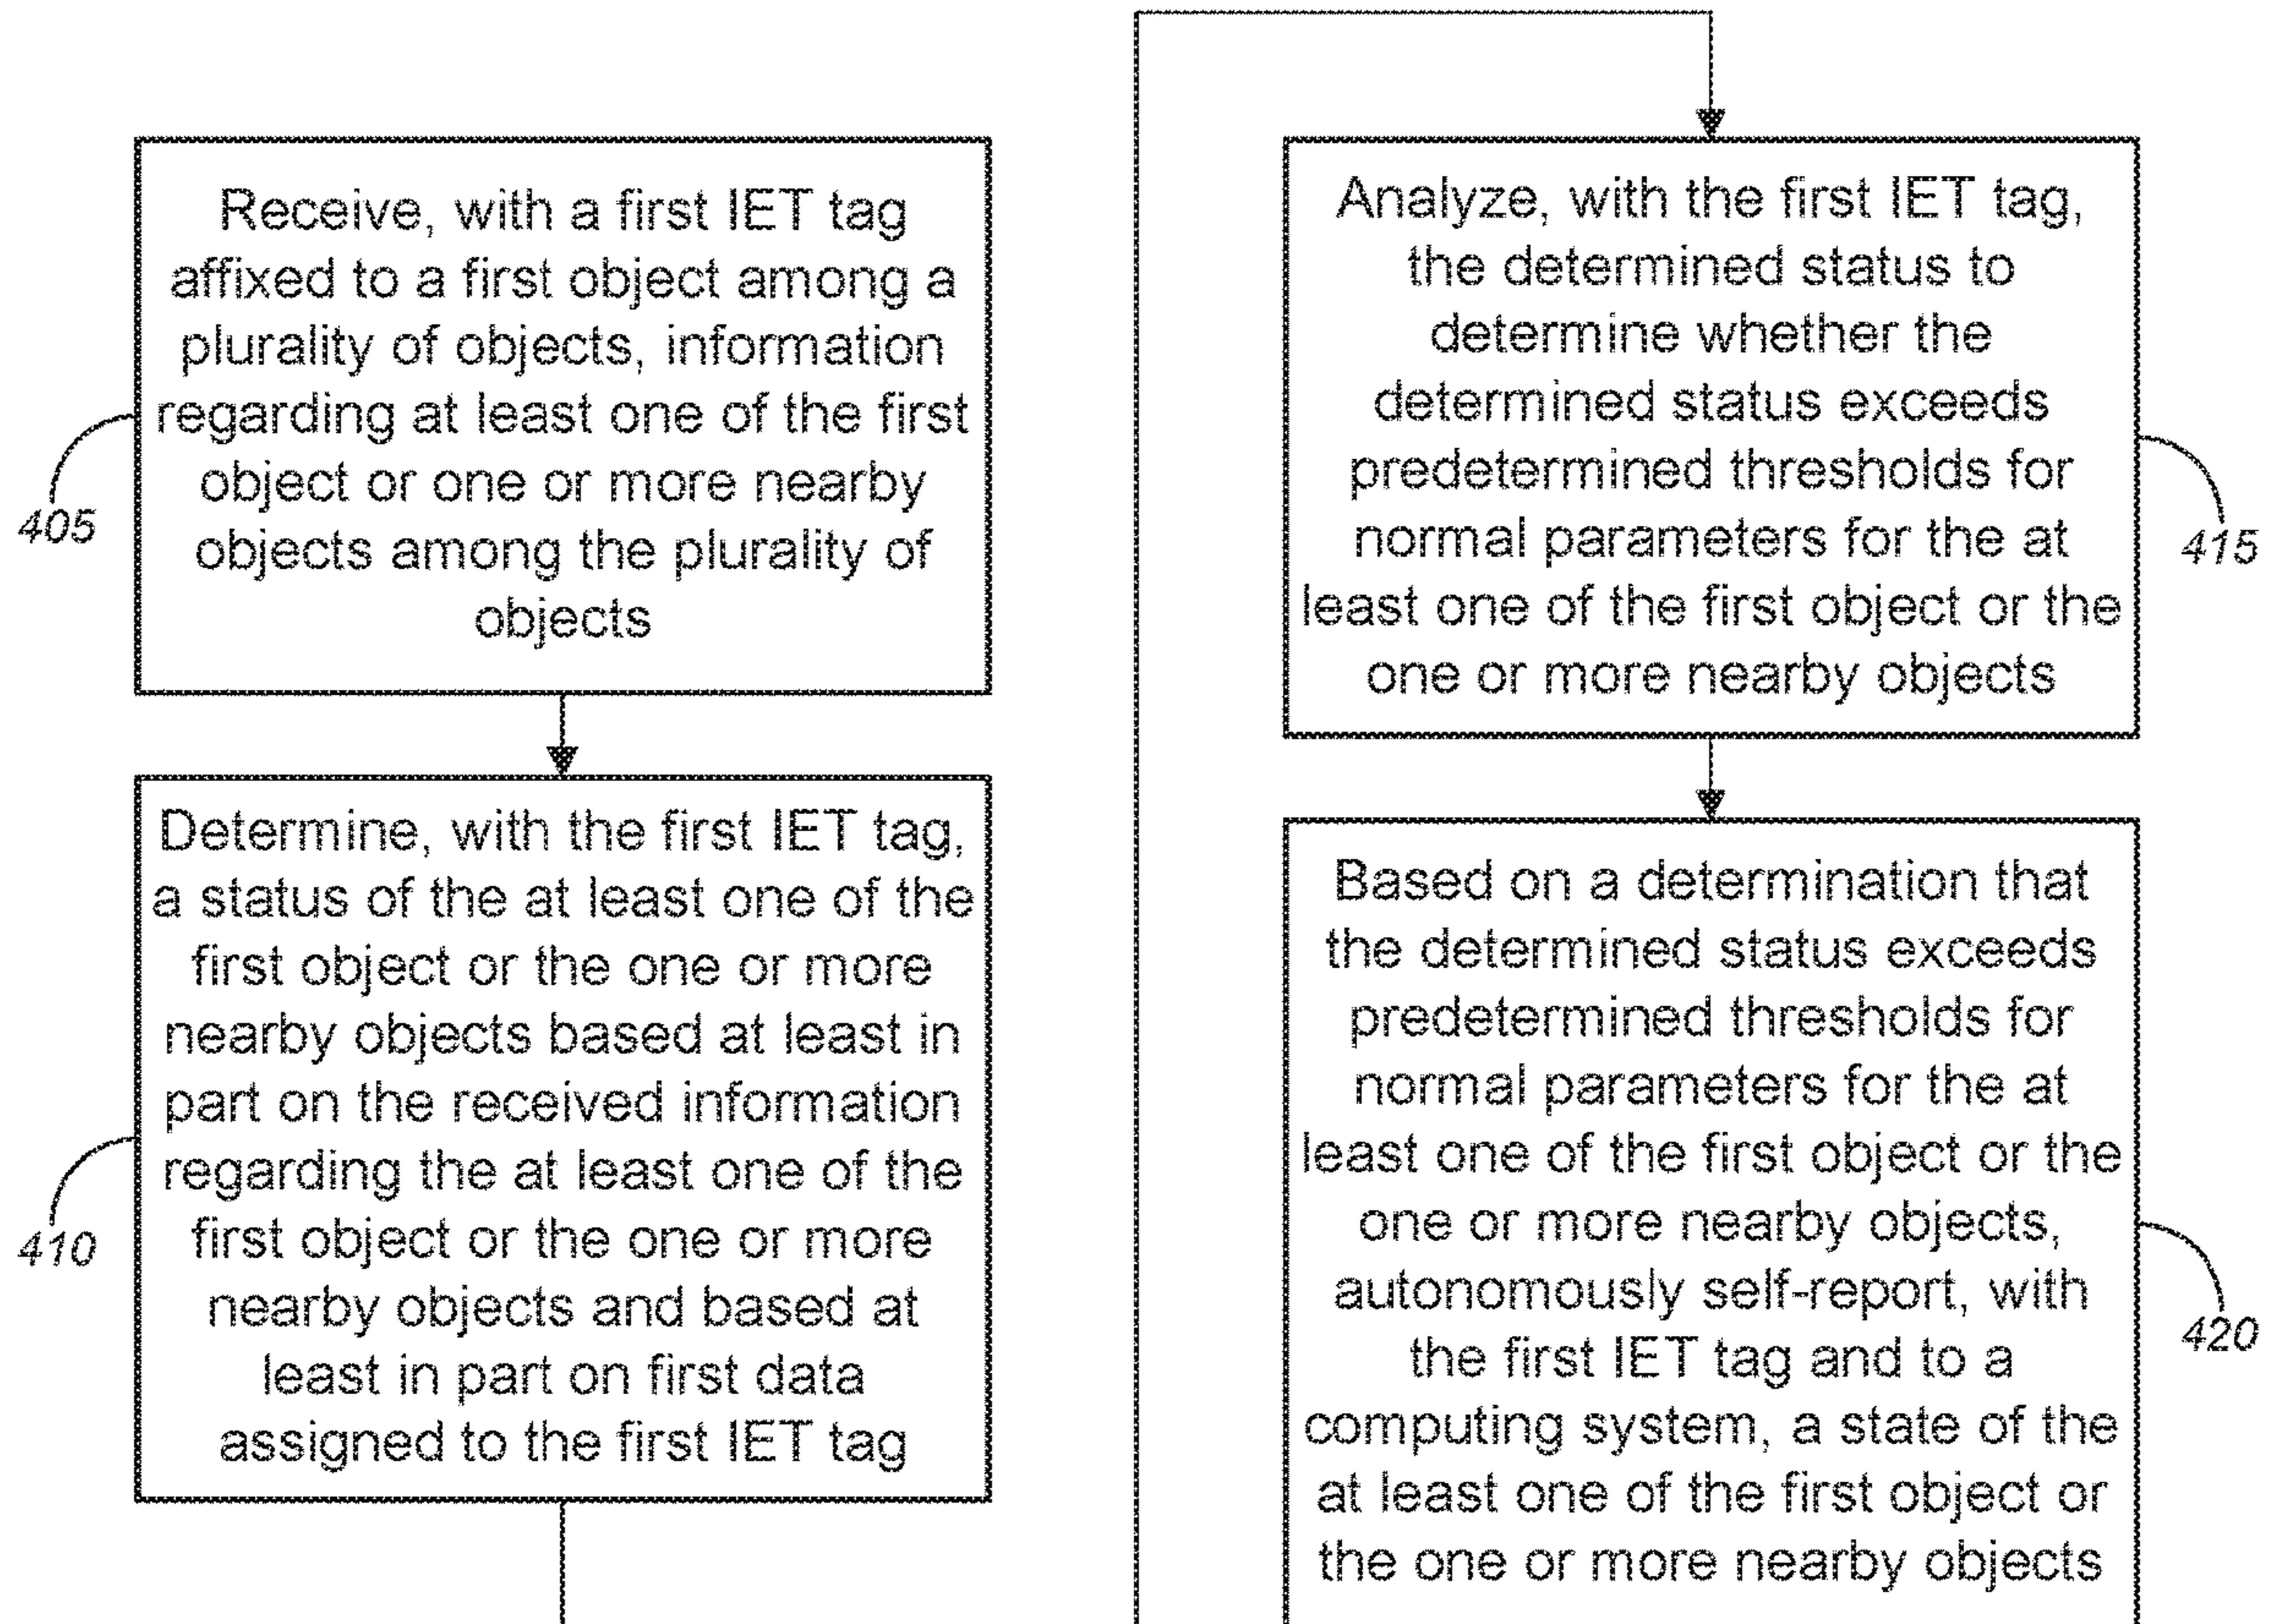 Receive, with a first IET tag
affixed to a first object among a
plurality of objects, information
regarding at least one of the first
object or one or more nearby
objects among the plurality of
objects
405
Determine, with the first IET tag,
a status of the at least one of the
first object or the one or more
nearby objects based at least in
part on the received information
regarding the at least one of the
first object or the one or more
nearby objects and based at
least in part on first data
assigned to the first IET tag
410
Analyze, with the first IET tag,
the determined status to
determine whether the
determined status exceeds
predetermined thresholds for
normal parameters for the at
least one of the first object or the
one or more nearby objects
415
Based on a determination that
the determined status exceeds
predetermined thresholds for
normal parameters for the at
least one of the first object or the
one or more nearby objects,
autonomously self-report, with
the first IET tag and to a
computing system, a state of the
at least one of the first object or
the one or more nearby objects
420